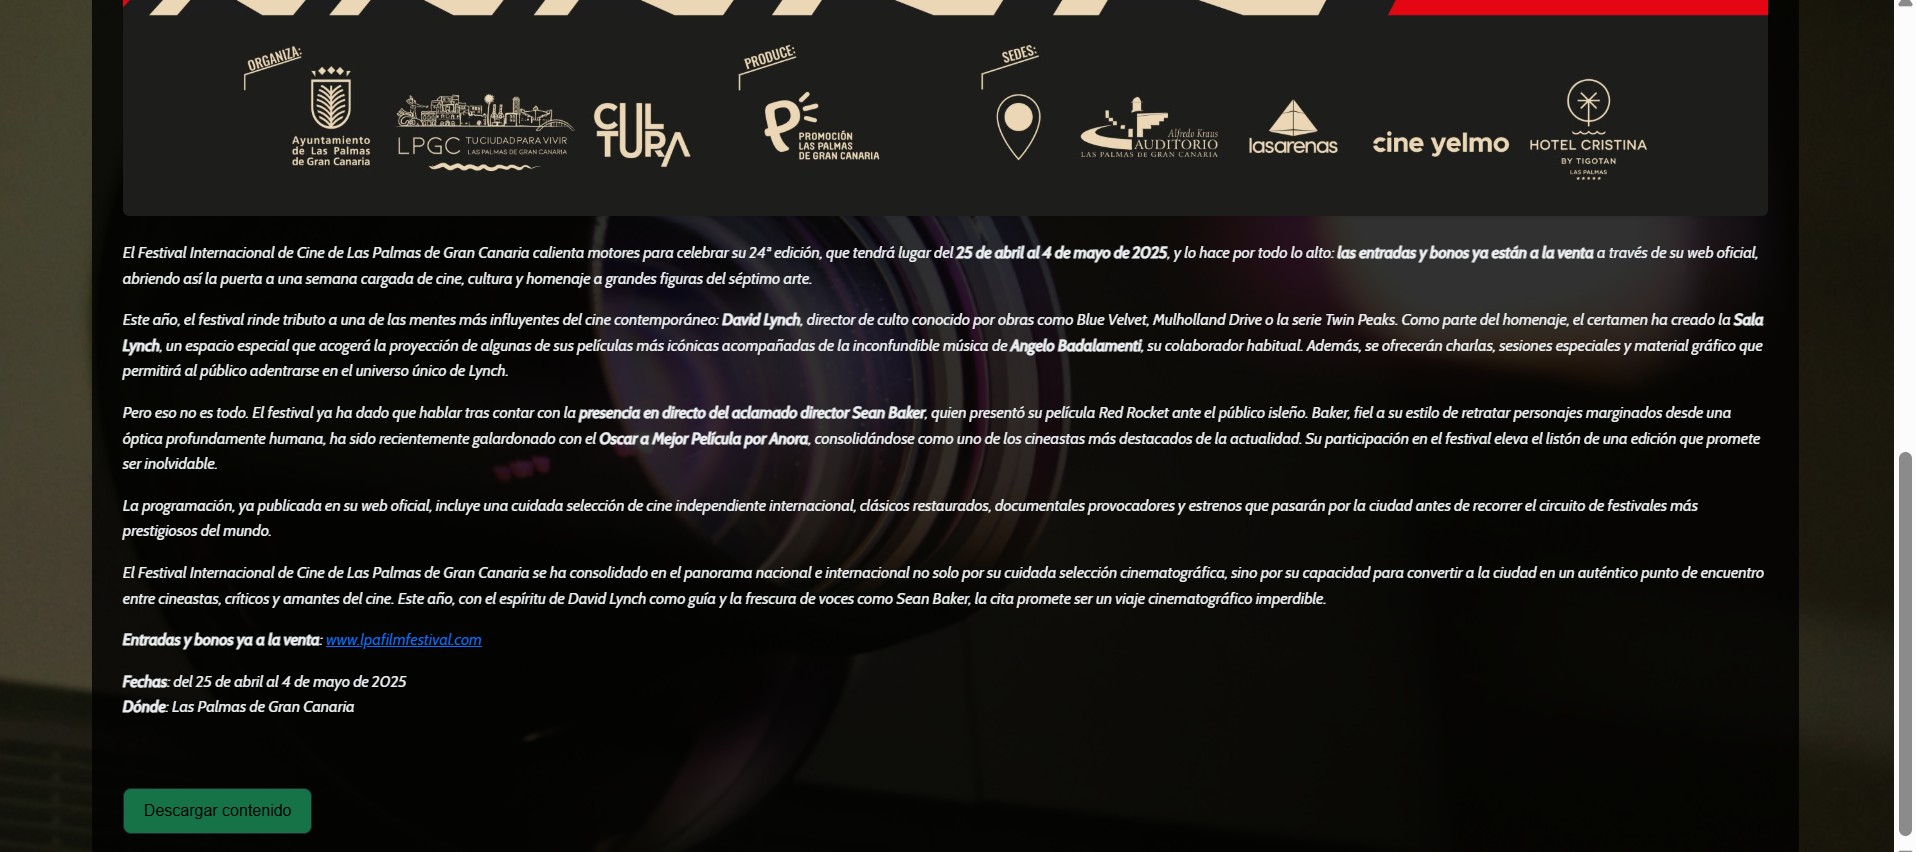 ORGANIZA:
PRODUCE:
SEDES:
Ayuntamiento
de Las Palmas
de Gran Canaria
LPGC TU CIUDAD PARA VIVIR
LAS PALMAS DE GRAN CANARIA
CUL
TURA
PROMOCIÓN
LAS PALMAS
DE GRAN CANARIA
Alfredo Kraus
AUDITORIO
LAS PALMAS DE GRAN CANARIA
lasarenas
cine yelmo
HOTEL CRISTINA
BY TIGOTAN
LAS PALMAS
El Festival Internacional de Cine de Las Palmas de Gran Canaria calienta motores para celebrar su 24ª edición, que tendrá lugar del 25 de abril al 4 de mayo de 2025, y lo hace por todo lo alto: las entradas y bonos ya están a la venta a través de su web oficial,
abriendo así la puerta a una semana cargada de cine, cultura y homenaje a grandes figuras del séptimo arte.
Este año, el festival rinde tributo a una de las mentes más influyentes del cine contemporáneo: David Lynch, director de culto conocido por obras como Blue Velvet, Mulholland Drive o la serie Twin Peaks. Como parte del homenaje, el certamen ha creado la Sala
Lynch, un espacio especial que acogerá la proyección de algunas de sus películas más icónicas acompañadas de la inconfundible música de Angelo Badalamenti, su colaborador habitual. Además, se ofrecerán charlas, sesiones especiales y material gráfico que
permitirá al público adentrarse en el universo único de Lynch.
Pero eso no es todo. El festival ya ha dado que hablar tras contar con la presencia en directo del aclamado director Sean Baker, quien presentó su película Red Rocket ante el público isleño. Baker, fiel a su estilo de retratar personajes marginados desde una
óptica profundamente humana, ha sido recientemente galardonado con el Oscar a Mejor Película por Anora, consolidándose como uno de los cineastas más destacados de la actualidad. Su participación en el festival eleva el listón de una edición que promete
ser inolvidable.
La programación, ya publicada en su web oficial, incluye una cuidada selección de cine independiente internacional, clásicos restaurados, documentales provocadores y estrenos que pasarán por la ciudad antes de recorrer el circuito de festivales más
prestigiosos del mundo.
El Festival Internacional de Cine de Las Palmas de Gran Canaria se ha consolidado en el panorama nacional e internacional no solo por su cuidada selección cinematográfica, sino por su capacidad para convertir a la ciudad en un auténtico punto de encuentro
entre cineastas, críticos y amantes del cine. Este año, con el espíritu de David Lynch como guía y la frescura de voces como Sean Baker, la cita promete ser un viaje cinematográfico imperdible.
Entradas y bonos ya a la venta: www.lpafilmfestival.com
Fechas: del 25 de abril al 4 de mayo de 2025
Dónde: Las Palmas de Gran Canaria
Descargar contenido